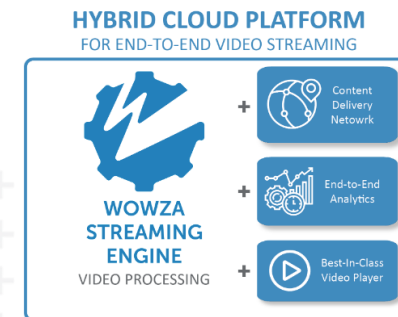 HYBRID CLOUD PLATFORM
FOR END-TO-END VIDEO STREAMING
WOWZA
STREAMING
ENGINE
VIDEO PROCESSING
+
Content
Delivery
Netowrk
+
End-to-End
Analytics
+
Best-In-Class
Video Player